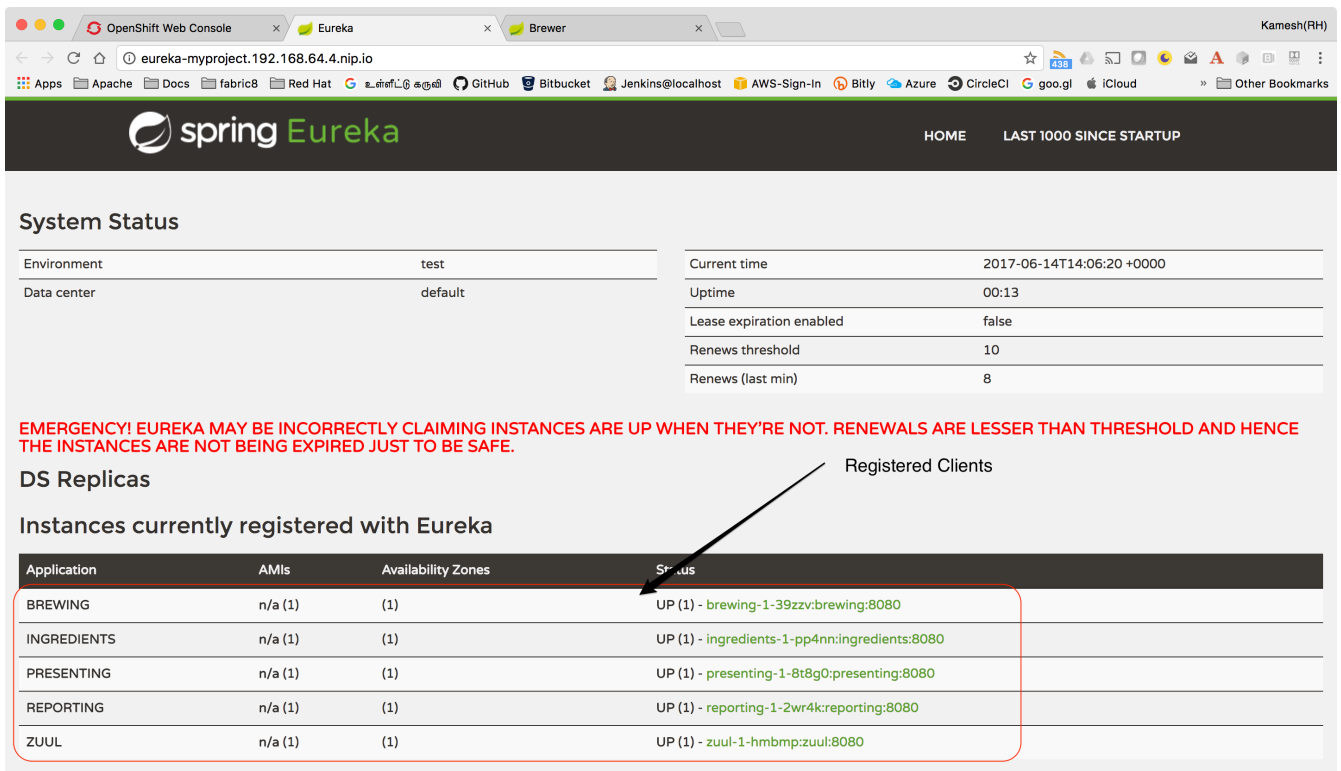 OpenShift Web Console
Eureka
Brewer
Kamesh(RH)
eureka-myproject.192.168.64.4.nip.io
438
Apps Apache Docs fabric8 Red Hat உள்ளீட்டு கருவி GitHub Bitbucket Jenkins@localhost AWS-Sign-In Bitly Azure CircleCI goo.gl iCloud » Other Bookmarks
spring Eureka
HOME LAST 1000 SINCE STARTUP
System Status
Environment test
Data center default
Current time 2017-06-14T14:06:20 +0000
Uptime 00:13
Lease expiration enabled false
Renews threshold 10
Renews (last min) 8
EMERGENCY! EUREKA MAY BE INCORRECTLY CLAIMING INSTANCES ARE UP WHEN THEY'RE NOT. RENEWALS ARE LESSER THAN THRESHOLD AND HENCE
THE INSTANCES ARE NOT BEING EXPIRED JUST TO BE SAFE.
Registered Clients
DS Replicas
Instances currently registered with Eureka
Application AMIs Availability Zones Status
BREWING n/a (1) (1) UP (1) - brewing-1-39zzv:brewing:8080
INGREDIENTS n/a (1) (1) UP (1) - ingredients-1-pp4nn:ingredients:8080
PRESENTING n/a (1) (1) UP (1) - presenting-1-8t8g0:presenting:8080
REPORTING n/a (1) (1) UP (1) - reporting-1-2wr4k:reporting:8080
ZUUL n/a (1) (1) UP (1) - zuul-1-hmbmp:zuul:8080